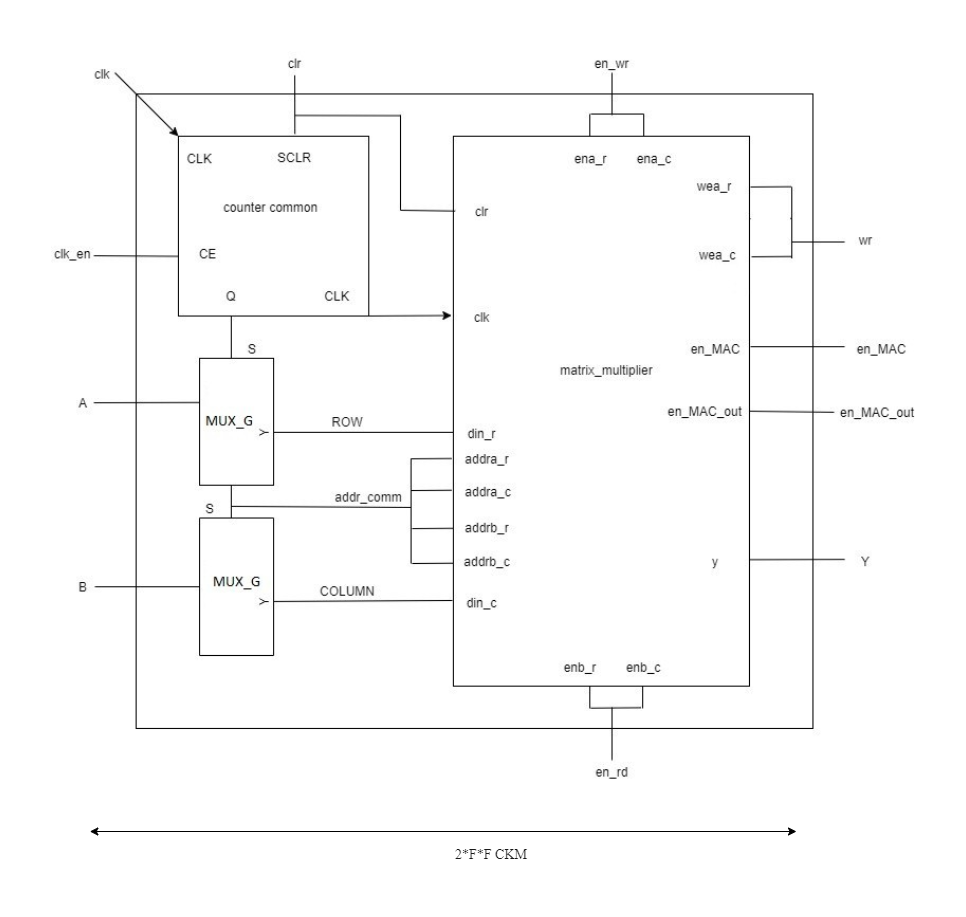 clk
clr
en_wr
CLK
SCLR
ena_r
ena_c
wea_r
counter common
clr
wr
clk_en
CE
wea_c
Q
CLK
clk
S
en_MAC
en_MAC
matrix_multiplier
A
MUX_G
Y
ROW
en_MAC_out
en_MAC_out
din_r
addra_r
addr_comm
addra_c
S
addrb_r
addrb_c
y
Y
B
MUX_G
Y
COLUMN
din_c
enb_r
enb_c
en_rd
2*F*F CKM